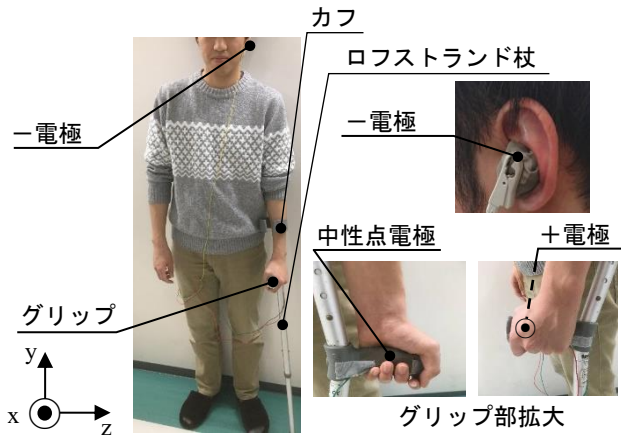 カフ
ロフストランド杖
－電極
－電極
中性点電極
＋電極
グリップ
y
x
z
グリップ部拡大